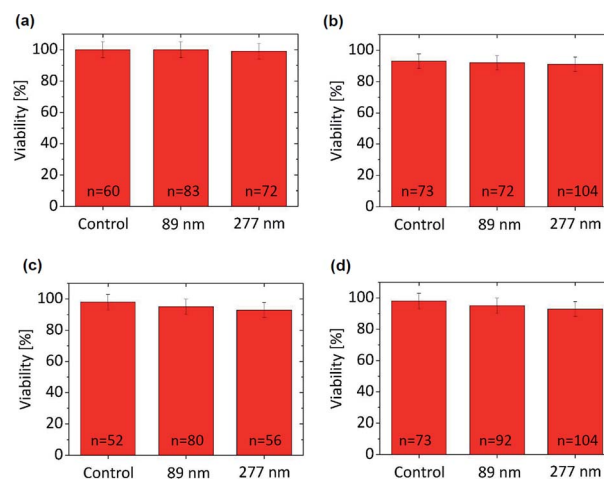 (a)
Viability [%]
100
80
60
40
20
0
n=60 n=83 n=72
Control 89 nm 277 nm
(b)
Viability [%]
100
80
60
40
20
0
n=73 n=72 n=104
Control 89 nm 277 nm
(c)
Viability [%]
100
80
60
40
20
0
n=52 n=80 n=56
Control 89 nm 277 nm
(d)
Viability [%]
100
80
60
40
20
0
n=73 n=92 n=104
Control 89 nm 277 nm